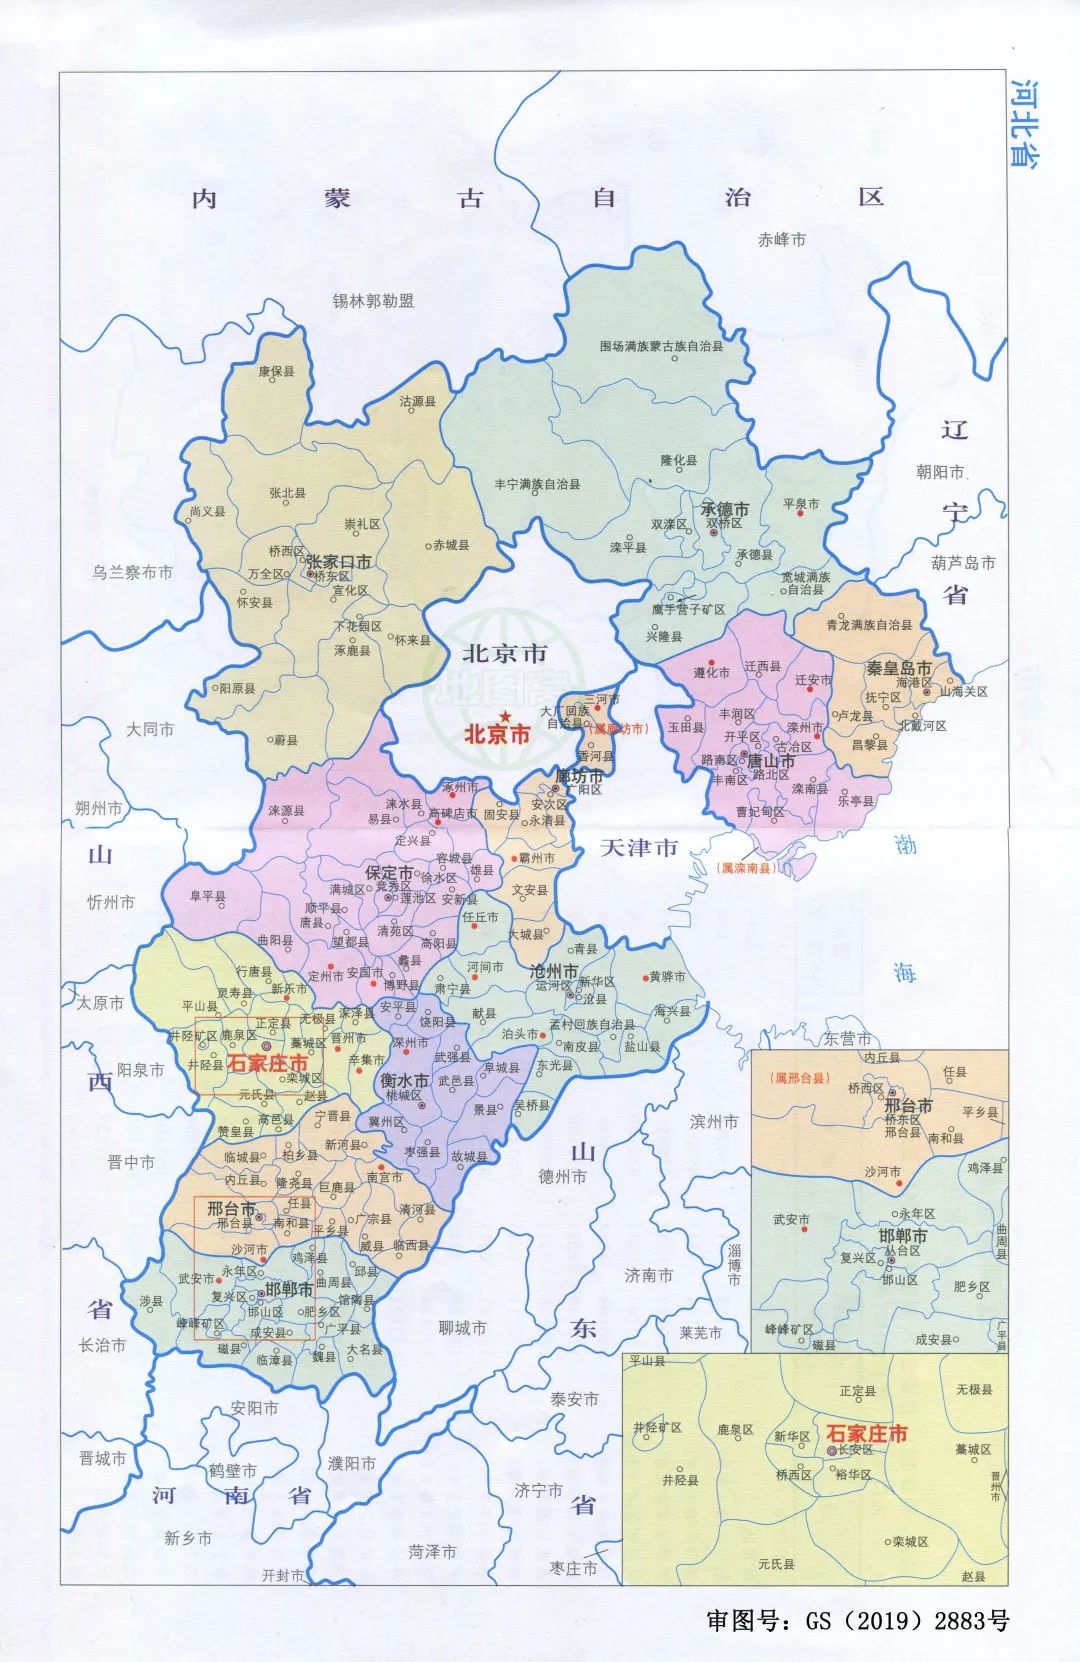 河北省
内蒙古自治区
赤峰市
锡林郭勒盟
围场满族蒙古族自治县
康保县
沽源县
辽宁省
朝阳市
隆化县
丰宁满族自治县
张北县
尚义县
承德市
双桥区
双滦区
平泉市
崇礼区
赤城县
滦平县
承德县
桥西区
张家口市
万全区
桥东区
葫芦岛市
乌兰察布市
宣化区
怀安县
宽城满族
自治县
鹰手营子矿区
下花园区
怀来县
涿鹿县
兴隆县
青龙满族自治县
北京市
遵化市
迁西县
迁安市
秦皇岛市
海港区
山海关区
抚宁区
阳原县
三河市
大厂回族
自治县
(属廊坊市)
北京市
香河县
玉田县
丰润区
卢龙县
北戴河区
滦州市
开平区
古冶区
昌黎县
大同市
蔚县
路南区
唐山市
路北区
丰南区
滦南县
乐亭县
曹妃甸区
廊坊市
广阳区
安次区
永清县
固安县
涿州市
涞水县
高碑店市
易县
涞源县
定兴县
朔州市
山西省
天津市
渤海
(属滦南县)
霸州市
容城县
雄县
保定市
徐水区
竞秀区
满城区
莲池区
安新县
文安县
忻州市
阜平县
顺平县
唐县
清苑区
望都县
高阳县
任丘市
大城县
曲阳县
青县
沧州市
新华区
运河区
沧县
黄骅市
蠡县
河间市
定州市
安国市
博野县
肃宁县
行唐县
灵寿县
新乐市
太原市
平山县
安平县
饶阳县
献县
海兴县
无极县
深泽县
正定县
井陉矿区
鹿泉区
藁城区
晋州市
深州市
泊头市
孟村回族自治县
南皮县
盐山县
东营市
井陉县
石家庄市
辛集市
武强县
阜城县
东光县
阳泉市
栾城区
衡水市
桃城区
武邑县
元氏县
赵县
景县
吴桥县
高邑县
宁晋县
冀州区
赞皇县
新河县
枣强县
故城县
滨州市
晋中市
临城县
柏乡县
山东省
德州市
内丘县
隆尧县
巨鹿县
南宫市
邢台市
任县
邢台县
南和县
平乡县
广宗县
清河县
威县
临西县
沙河市
鸡泽县
武安市
永年区
曲周县
邱县
复兴区
邯郸市
馆陶县
涉县
邯山区
肥乡区
峰峰矿区
成安县
广平县
磁县
临漳县
魏县
大名县
长治市
聊城市
济南市
淄博市
莱芜市
泰安市
安阳市
鹤壁市
濮阳市
晋城市
济宁市
河南省
新乡市
菏泽市
枣庄市
开封市
内丘县
(属邢台县)
任县
桥西区
邢台市
桥东区
邢台县
平乡县
南和县
鸡泽县
沙河市
永年区
武安市
曲周县
邯郸市
丛台区
复兴区
邯山区
肥乡区
峰峰矿区
磁县
成安县
广平县
平山县
正定县
无极县
井陉矿区
鹿泉区
新华区
石家庄市
长安区
藁城区
井陉县
桥西区
裕华区
晋州市
栾城区
元氏县
赵县
审图号：GS（2019）2883号